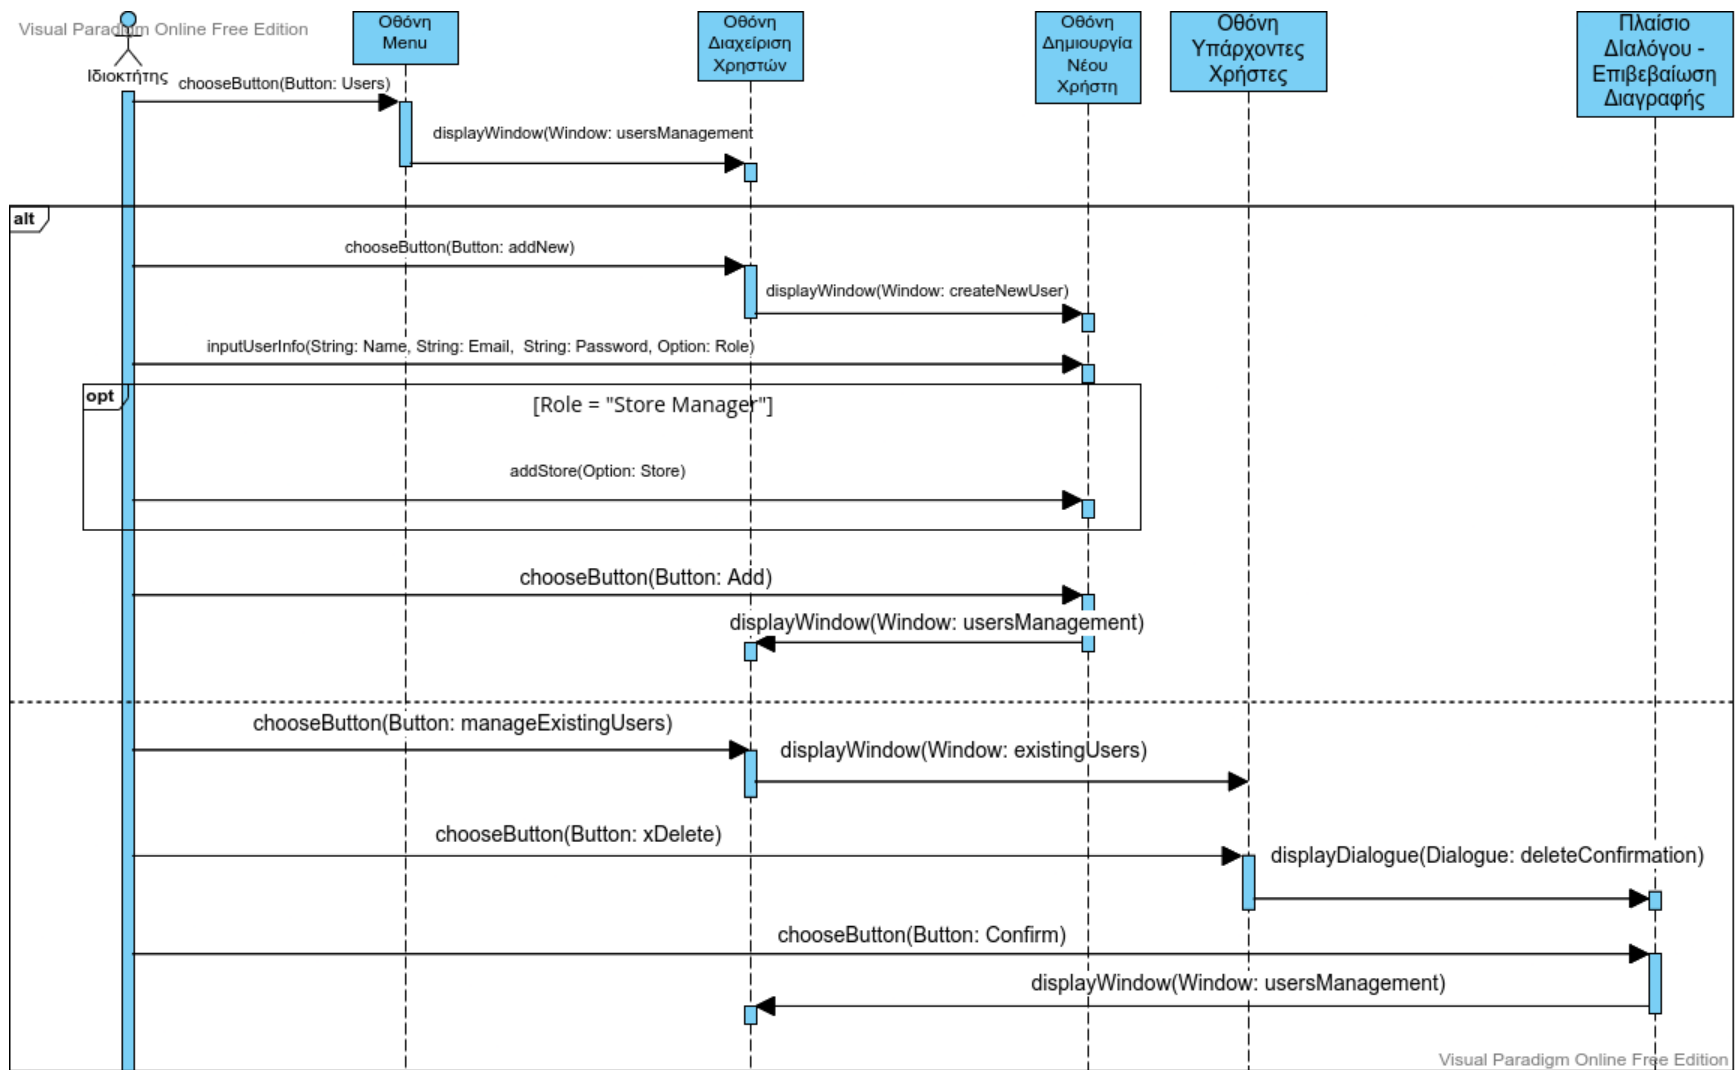 Visual Paradigm Online Free Edition
Ιδιοκτήτης
Οθόνη
Menu
Οθόνη
Διαχείριση
Χρηστών
Οθόνη
Δημιουργία
Νέου
Χρήστη
Οθόνη
Υπάρχοντες
Χρήστες
Πλαίσιο
ΔΙαλόγου -
Επιβεβαίωση
Διαγραφής
chooseButton(Button: Users)
displayWindow(Window: usersManagement
alt
chooseButton(Button: addNew)
displayWindow(Window: createNewUser)
inputUserInfo(String: Name, String: Email,  String: Password, Option: Role)
opt
[Role = "Store Manager"]
addStore(Option: Store)
chooseButton(Button: Add)
displayWindow(Window: usersManagement)
chooseButton(Button: manageExistingUsers)
displayWindow(Window: existingUsers)
chooseButton(Button: xDelete)
displayDialogue(Dialogue: deleteConfirmation)
chooseButton(Button: Confirm)
displayWindow(Window: usersManagement)
Visual Paradigm Online Free Edition